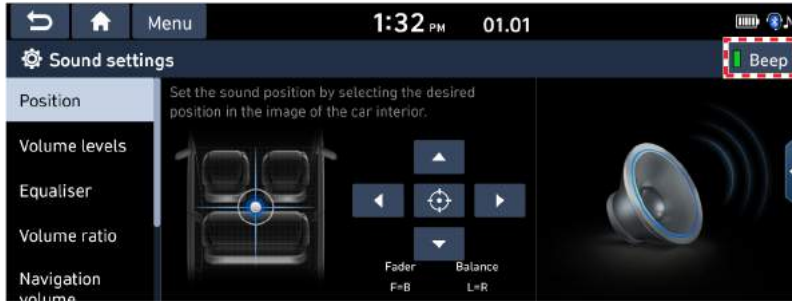 Menu
1:32 PM 01.01
Sound settings
Beep
Position
Set the sound position by selecting the desired
position in the image of the car interior.
Volume levels
Equaliser
Volume ratio
Fader Balance
F=B L=R
Navigation
volume